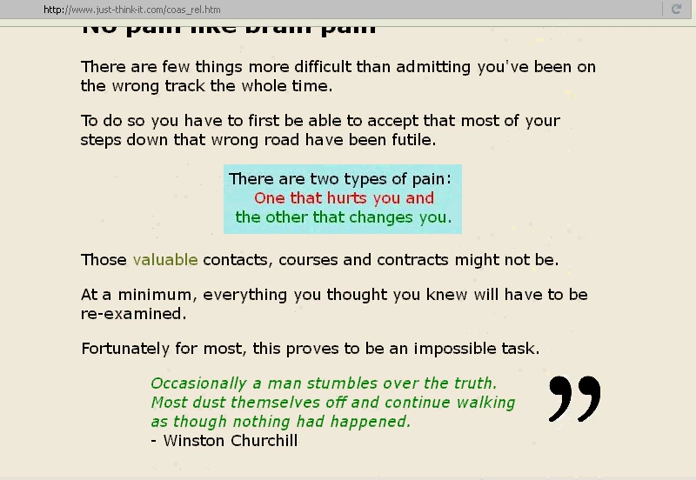 http://www.just-think-it.com/coas_rel.htm
No pain like brain pain
There are few things more difficult than admitting you've been on
the wrong track the whole time.
To do so you have to first be able to accept that most of your
steps down that wrong road have been futile.
There are two types of pain:
One that hurts you and
the other that changes you.
Those valuable contacts, courses and contracts might not be.
At a minimum, everything you thought you knew will have to be
re-examined.
Fortunately for most, this proves to be an impossible task.
Occasionally a man stumbles over the truth.
Most dust themselves off and continue walking
as though nothing had happened.
- Winston Churchill
”